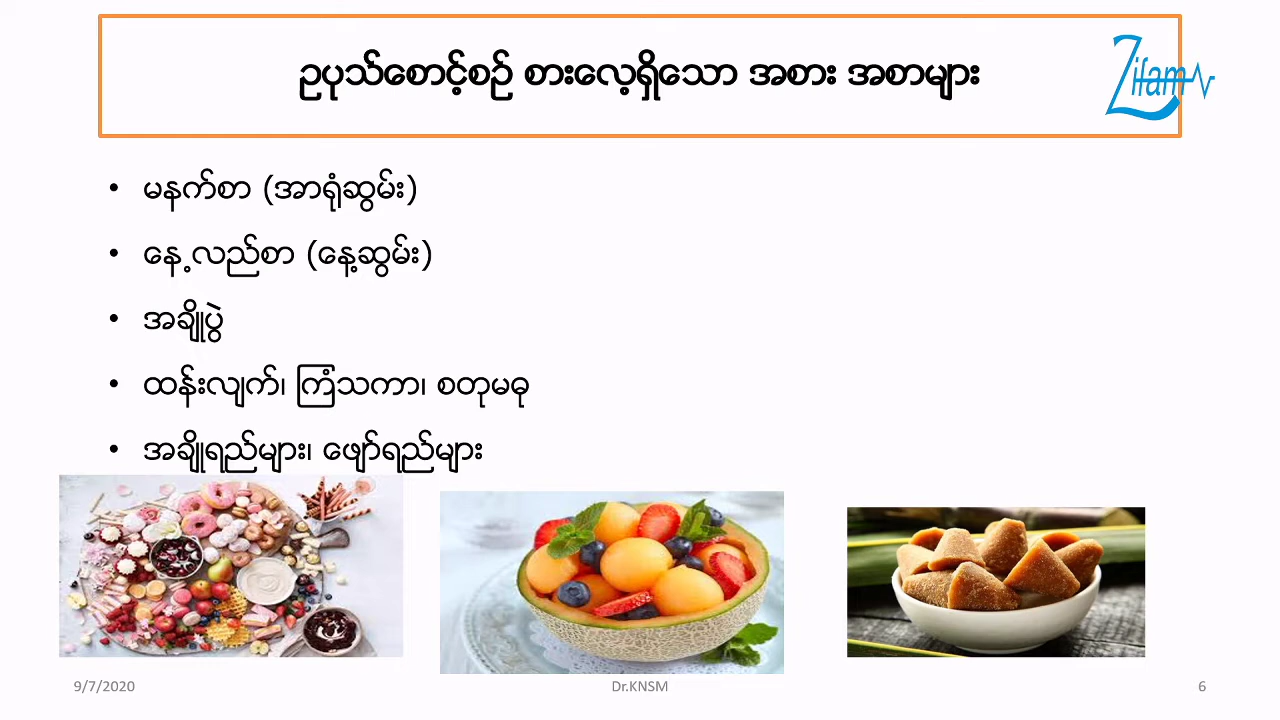 ဥပုသ်စောင့်စဉ် စားလေ့ရှိသော အစား အစာများ
Zifam
• မနက်စာ (အာရုံဆွမ်း)
• နေ့လည်စာ (နေ့ဆွမ်း)
• အချိုပွဲ
• ထန်းလျက်၊ ကြံသကာ၊ စတုမဓု
• အချိုရည်များ၊ ဖျော်ရည်များ
9/7/2020
Dr.KNSM
6